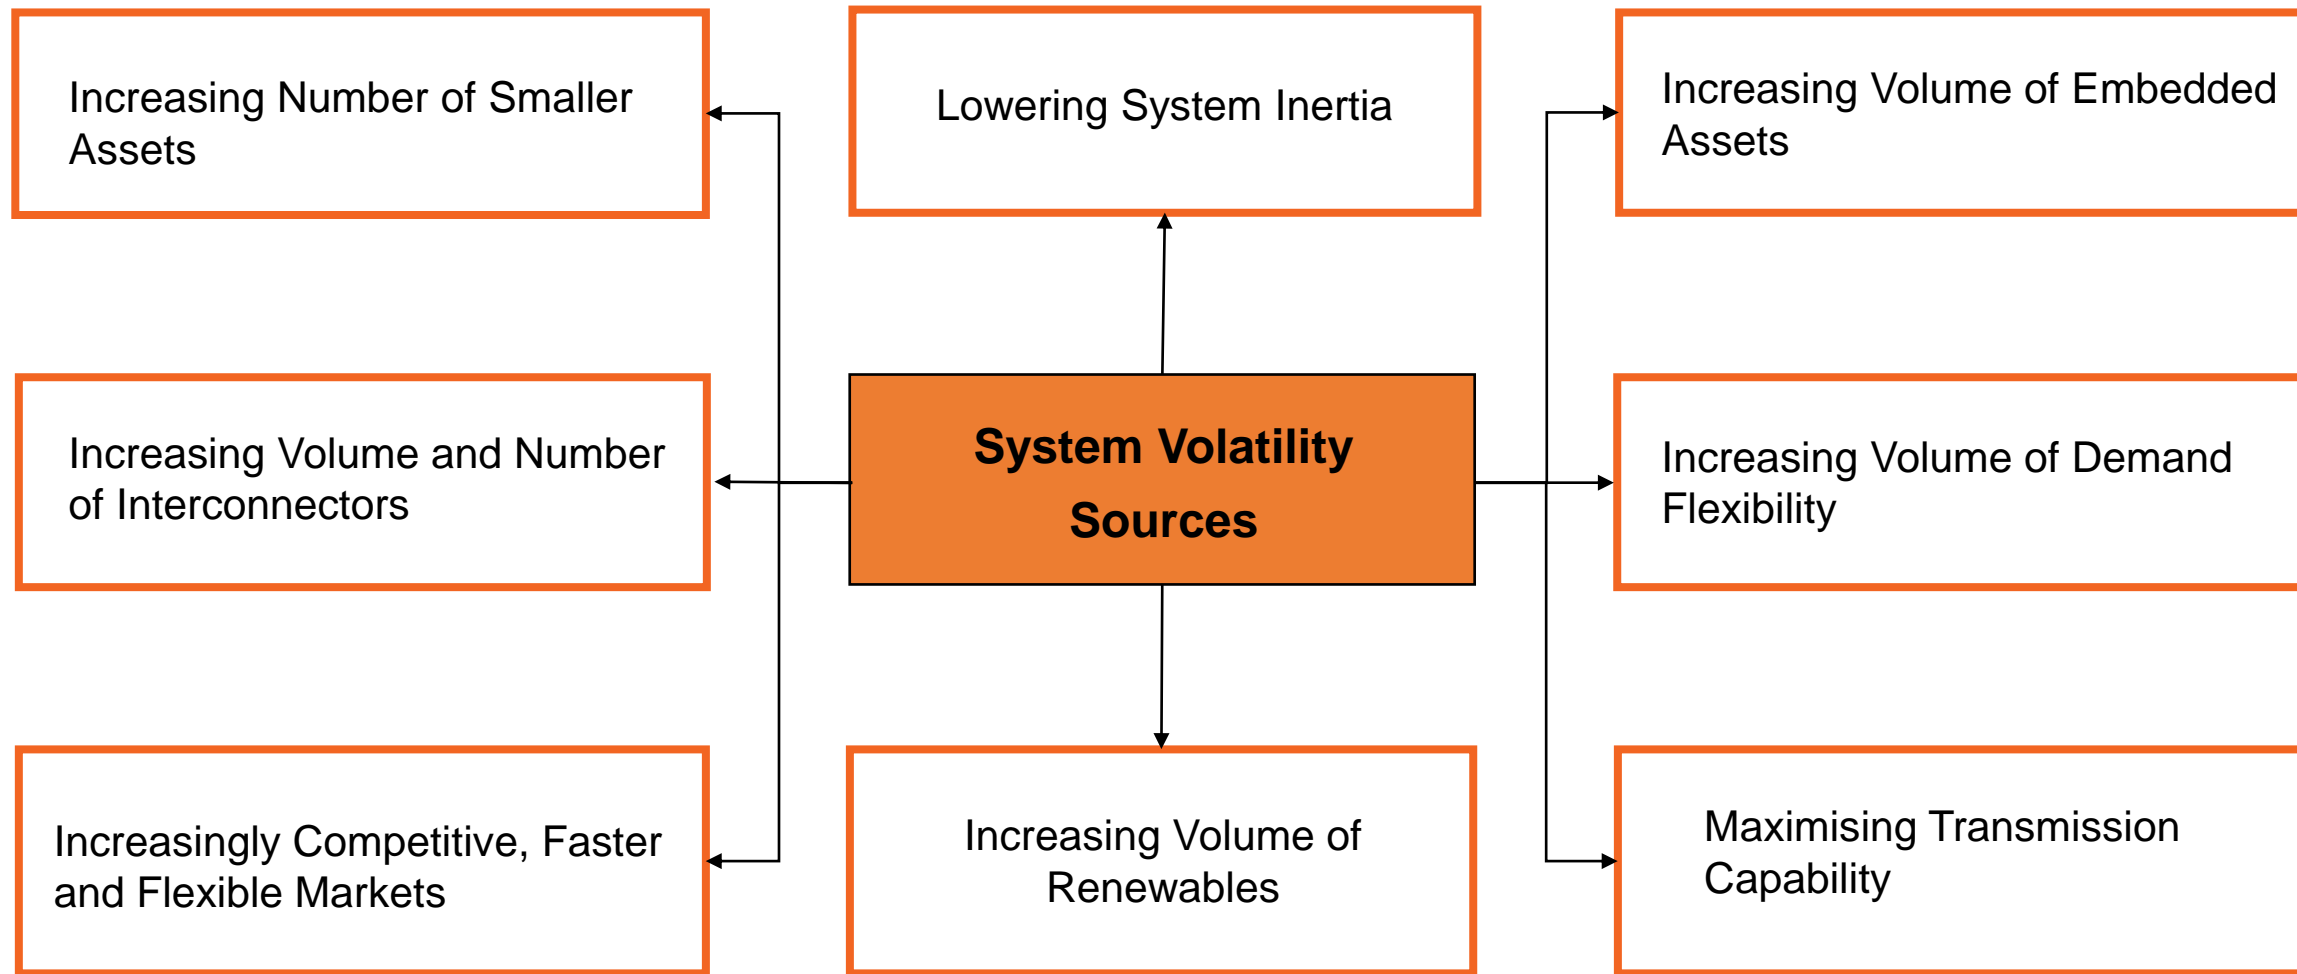 Increasing Number of Smaller
Assets
Lowering System Inertia
Increasing Volume of Embedded
Assets
Increasing Volume and Number
of Interconnectors
System Volatility
Sources
Increasing Volume of Demand
Flexibility
Increasingly Competitive, Faster
and Flexible Markets
Increasing Volume of
Renewables
Maximising Transmission
Capability